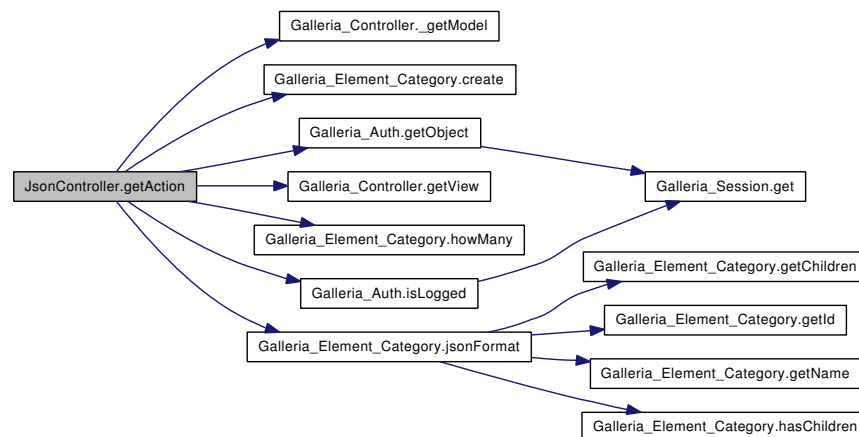 Galleria_Controller._getModel
Galleria_Element_Category.create
Galleria_Auth.getObject
JsonController.getAction
Galleria_Controller.getView
Galleria_Session.get
Galleria_Element_Category.howMany
Galleria_Element_Category.getChildren
Galleria_Auth.isLogged
Galleria_Element_Category.getId
Galleria_Element_Category.jsonFormat
Galleria_Element_Category.getName
Galleria_Element_Category.hasChildren